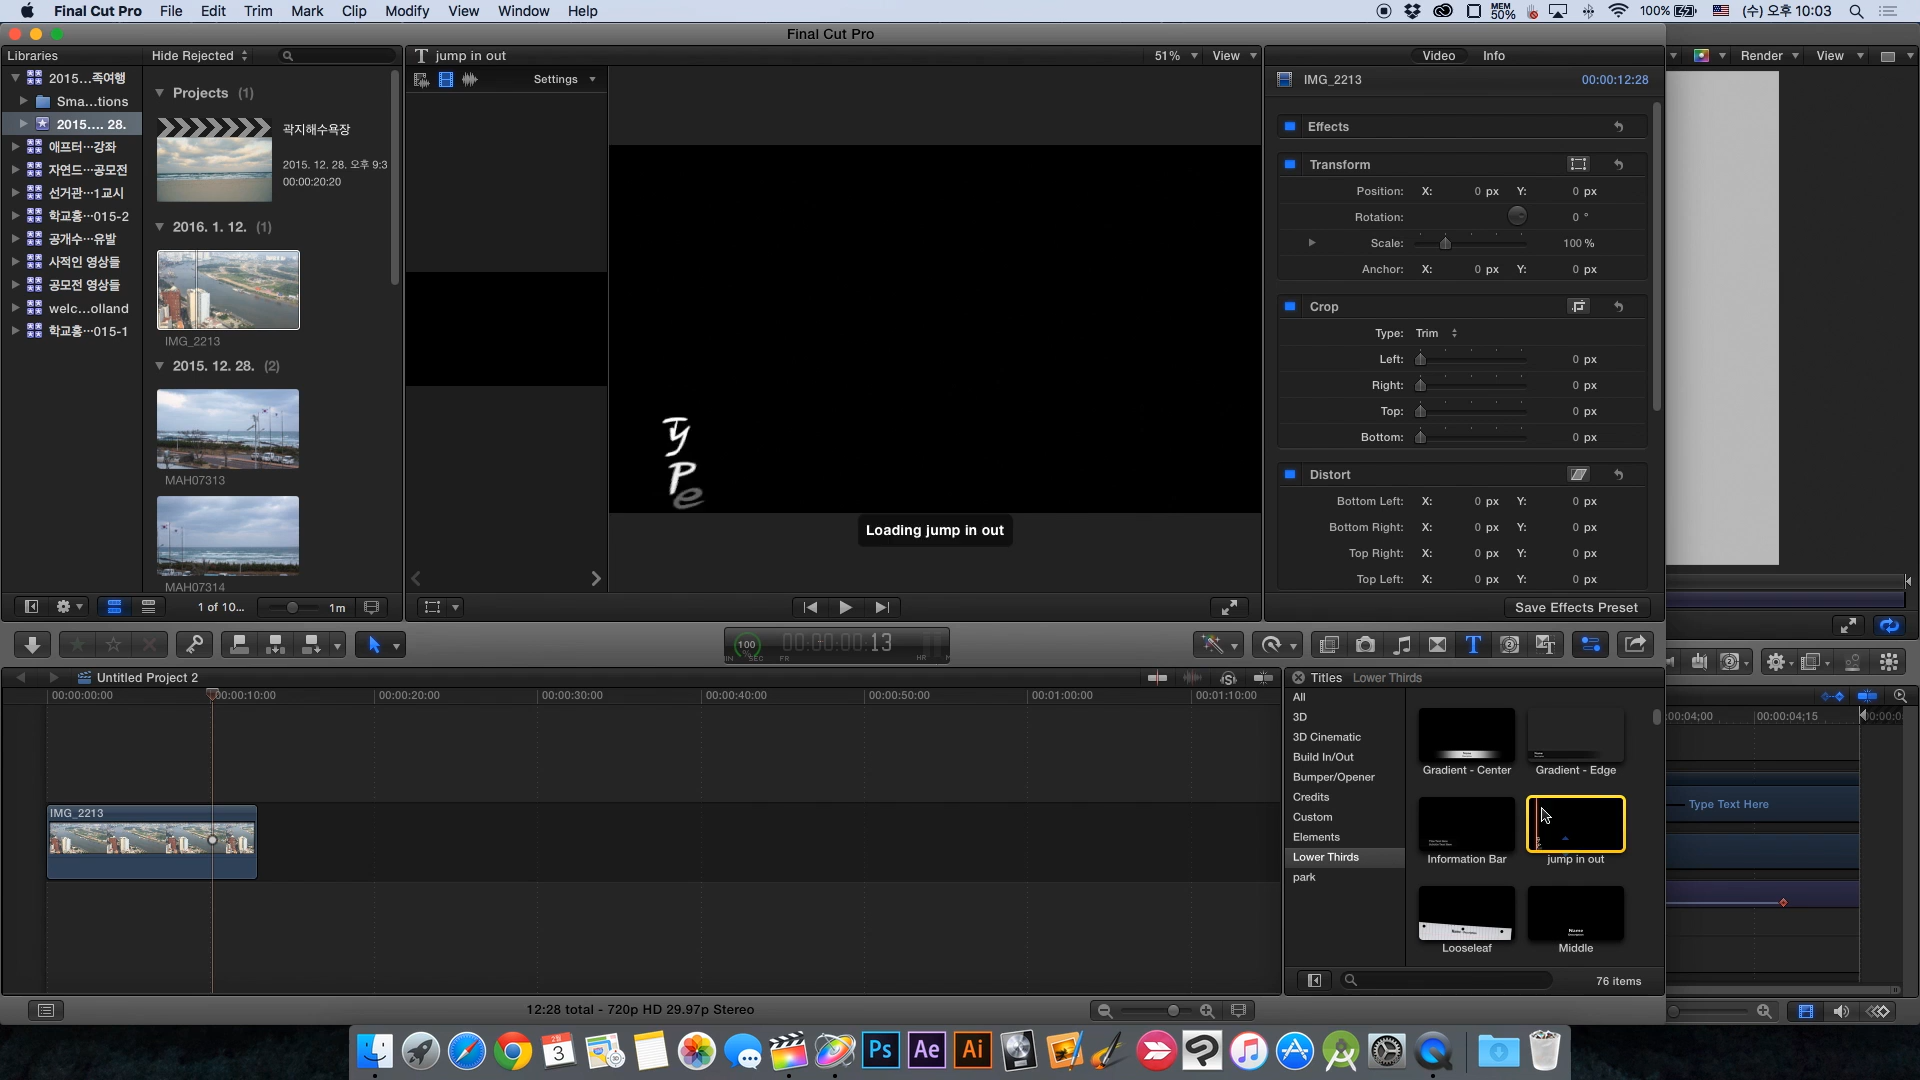 Final Cut Pro File Edit Trim Mark Clip Modify View Window Help
MEM 50% 100% (수) 오후 10:03
Final Cut Pro
Libraries
Hide Rejected
2015…족여행
Sma…tions
2015.… 28.
애프터…강좌
자연드…공모전
선거관…1교시
학교홍…015-2
공개수…유발
사적인 영상들
공모전 영상들
welc…olland
학교홍…015-1
Projects (1)
곽지해수욕장
2015. 12. 28. 오후 9:3
00:00:20:20
2016. 1. 12. (1)
IMG_2213
2015. 12. 28. (2)
MAH07313
MAH07314
1 of 10...
1m
jump in out
51%
View
Settings
Type
Loading jump in out
Video Info
IMG_2213
00:00:12:28
Effects
Transform
Position: X: 0 px Y: 0 px
Rotation: 0 °
Scale: 100 %
Anchor: X: 0 px Y: 0 px
Crop
Type: Trim
Left: 0 px
Right: 0 px
Top: 0 px
Bottom: 0 px
Distort
Bottom Left: X: 0 px Y: 0 px
Bottom Right: X: 0 px Y: 0 px
Top Right: X: 0 px Y: 0 px
Top Left: X: 0 px Y: 0 px
Save Effects Preset
Render View
100 %
00:00:00:13
IN SEC FR HR
Untitled Project 2
00:00:00:00 00:00:10:00 00:00:20:00 00:00:30:00 00:00:40:00 00:00:50:00 00:01:00:00 00:01:10:00
IMG_2213
Titles Lower Thirds
All
3D
3D Cinematic
Build In/Out
Bumper/Opener
Credits
Custom
Elements
Lower Thirds
park
Gradient - Center
Gradient - Edge
Information Bar
jump in out
Name
Looseleaf
Middle
76 items
:00:04;00 00:00:04;15
Type Text Here
12:28 total - 720p HD 29.97p Stereo
2월
3
Ps Ae Ai